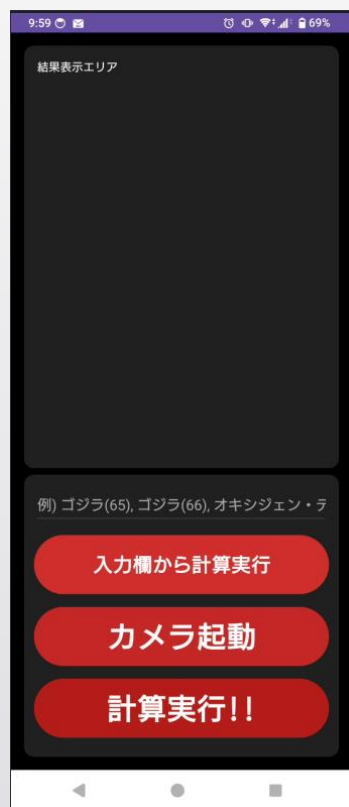 9:59 69%
結果表示エリア
例) ゴジラ(65), ゴジラ(66), オキシジェン・デ
入力欄から計算実行
カメラ起動
計算実行!!